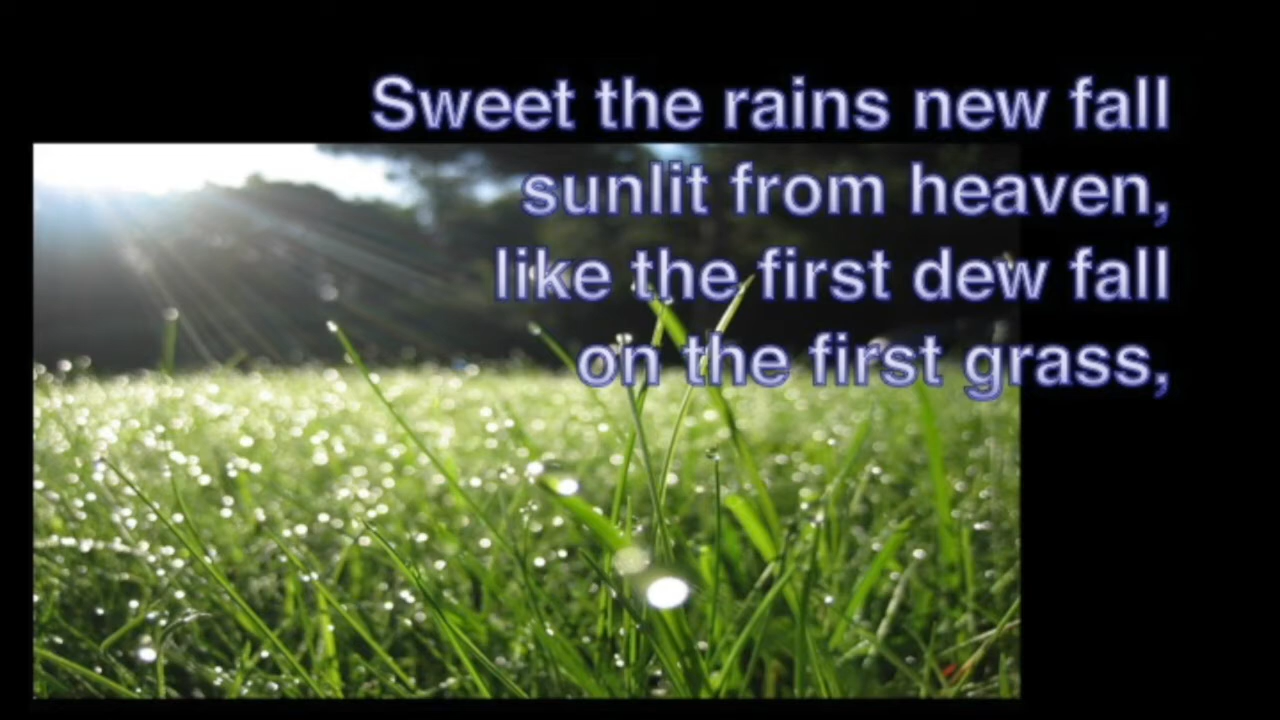 Sweet the rains new fall
sunlit from heaven,
like the first dew fall
on the first grass,